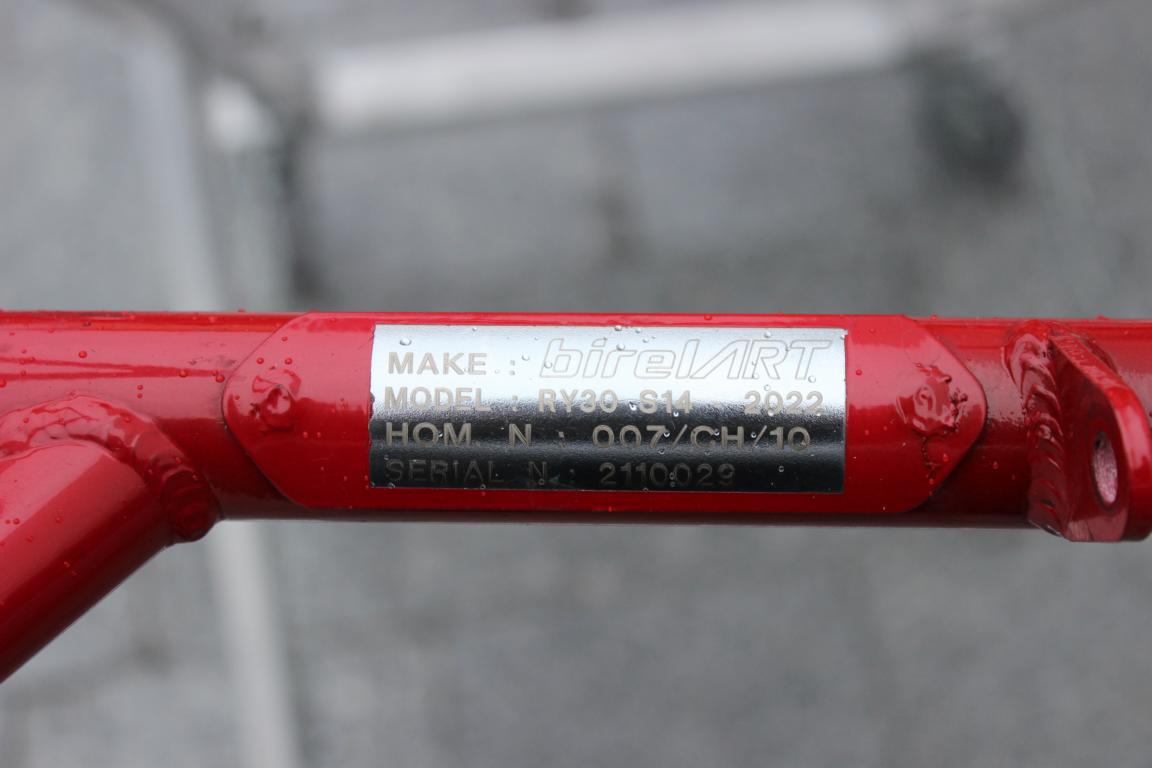 MAKE : birelART
MODEL : RY30 S14 2022
HOM. N : 007/CH/10
SERIAL N. : 2110029